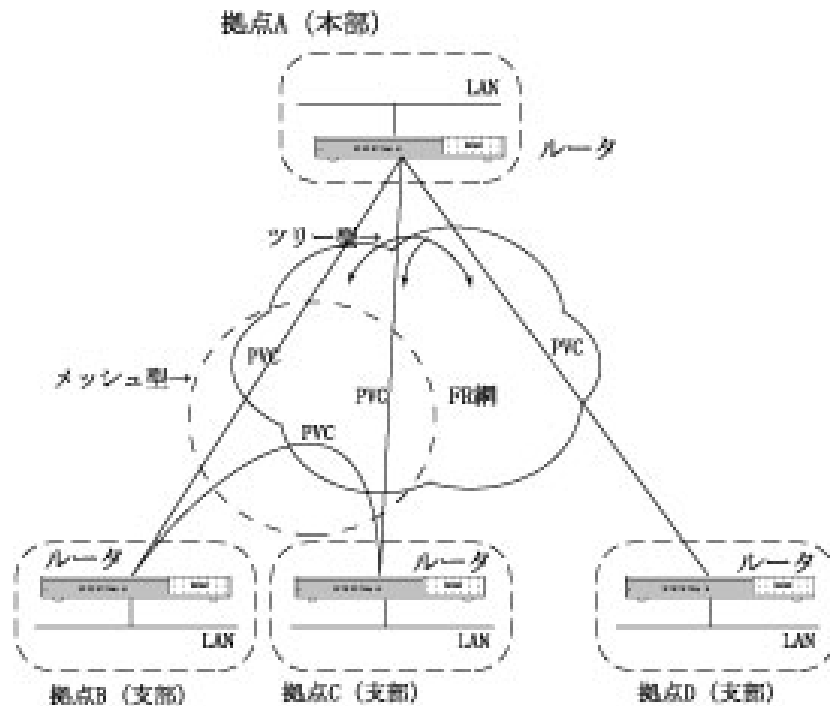 拠点A（本部）
LAN
ルータ
ツリー型→
PVC
PVC
メッシュ型→
PVC
FR網
PVC
ルータ
ルータ
ルータ
LAN
LAN
LAN
拠点B（支部）
拠点C（支部）
拠点D（支部）